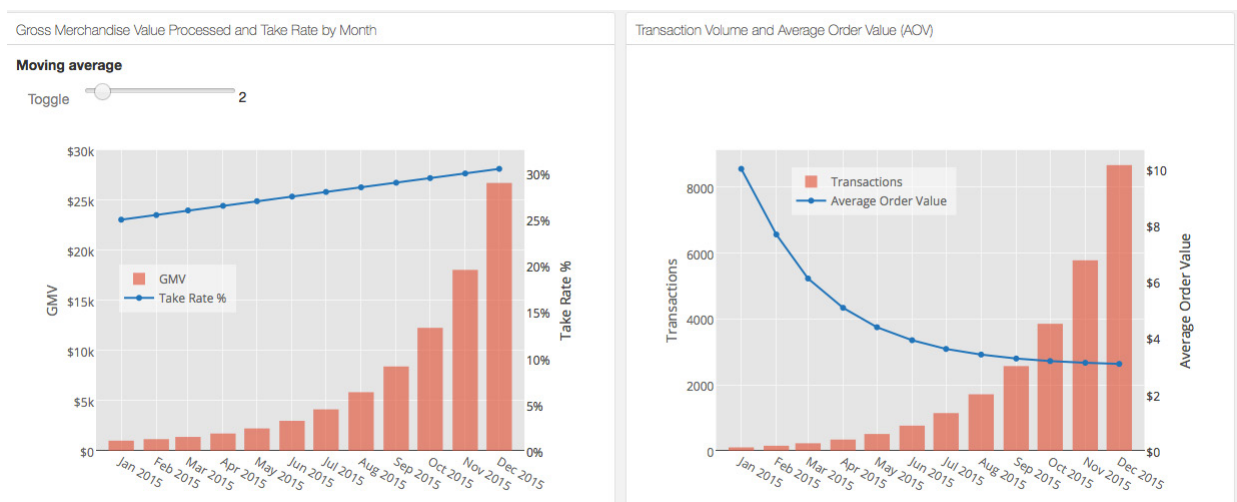 Gross Merchandise Value Processed and Take Rate by Month
Moving average
Toggle
2
$30k
$25k
$20k
$15k
$10k
$5k
$0
GMV
GMV
Take Rate %
30%
25%
20%
15%
10%
5%
0%
Take Rate %
Jan 2015
Feb 2015
Mar 2015
Apr 2015
May 2015
Jun 2015
Jul 2015
Aug 2015
Sep 2015
Oct 2015
Nov 2015
Dec 2015
Transaction Volume and Average Order Value (AOV)
8000
6000
4000
2000
0
Transactions
Transactions
Average Order Value
$10
$8
$6
$4
$2
$0
Average Order Value
Jan 2015
Feb 2015
Mar 2015
Apr 2015
May 2015
Jun 2015
Jul 2015
Aug 2015
Sep 2015
Oct 2015
Nov 2015
Dec 2015